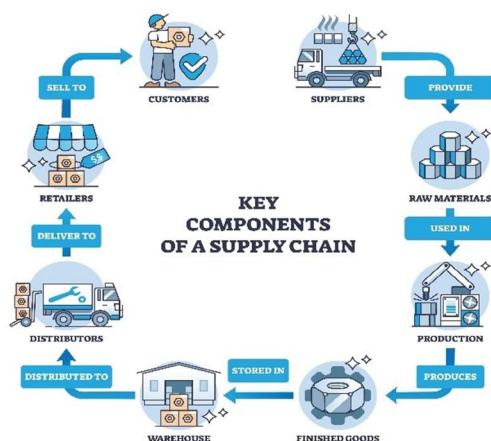 KEY
COMPONENTS
OF A SUPPLY CHAIN
SUPPLIERS
PROVIDE
RAW MATERIALS
USED IN
PRODUCTION
PRODUCES
FINISHED GOODS
STORED IN
WAREHOUSE
DISTRIBUTED TO
DISTRIBUTORS
DELIVER TO
RETAILERS
$$
SELL TO
CUSTOMERS